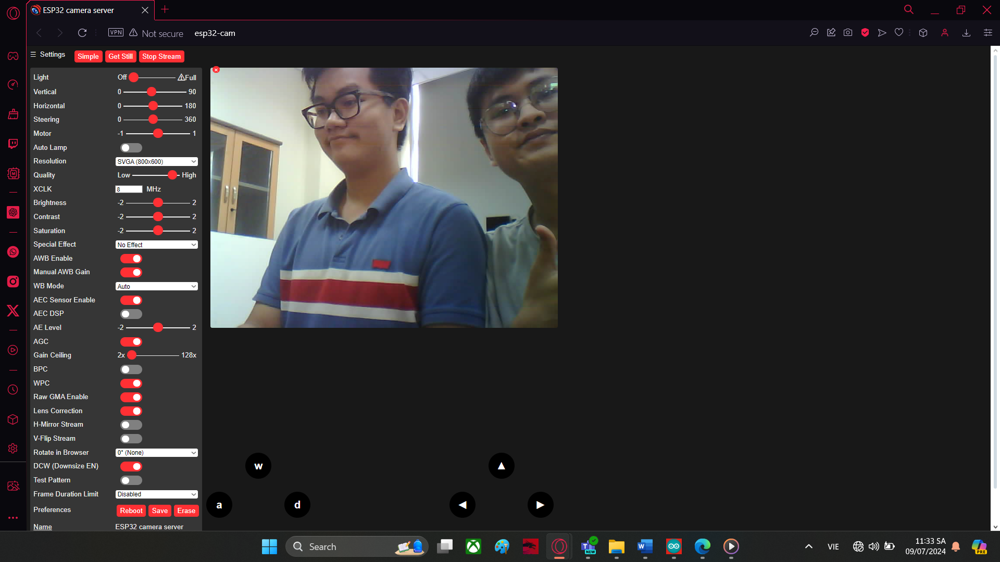 ESP32 camera server
VPN Not secure esp32-cam
☰ Settings Simple Get Still Stop Stream
Light Off ⚠Full
Vertical 0 90
Horizontal 0 180
Steering 0 360
Motor -1 1
Auto Lamp
Resolution SVGA (800x600)
Quality Low High
XCLK 8 MHz
Brightness -2 2
Contrast -2 2
Saturation -2 2
Special Effect No Effect
AWB Enable
Manual AWB Gain
WB Mode Auto
AEC Sensor Enable
AEC DSP
AE Level -2 2
AGC
Gain Ceiling 2x 128x
BPC
WPC
Raw GMA Enable
Lens Correction
H-Mirror Stream
V-Flip Stream
Rotate in Browser 0° (None)
DCW (Downsize EN)
Test Pattern
Frame Duration Limit Disabled
Preferences Reboot Save Erase
Name ESP32 camera server
w ▲
a d ◀ ▶
Search VIE 11:33 SA
09/07/2024
NEW
PRE